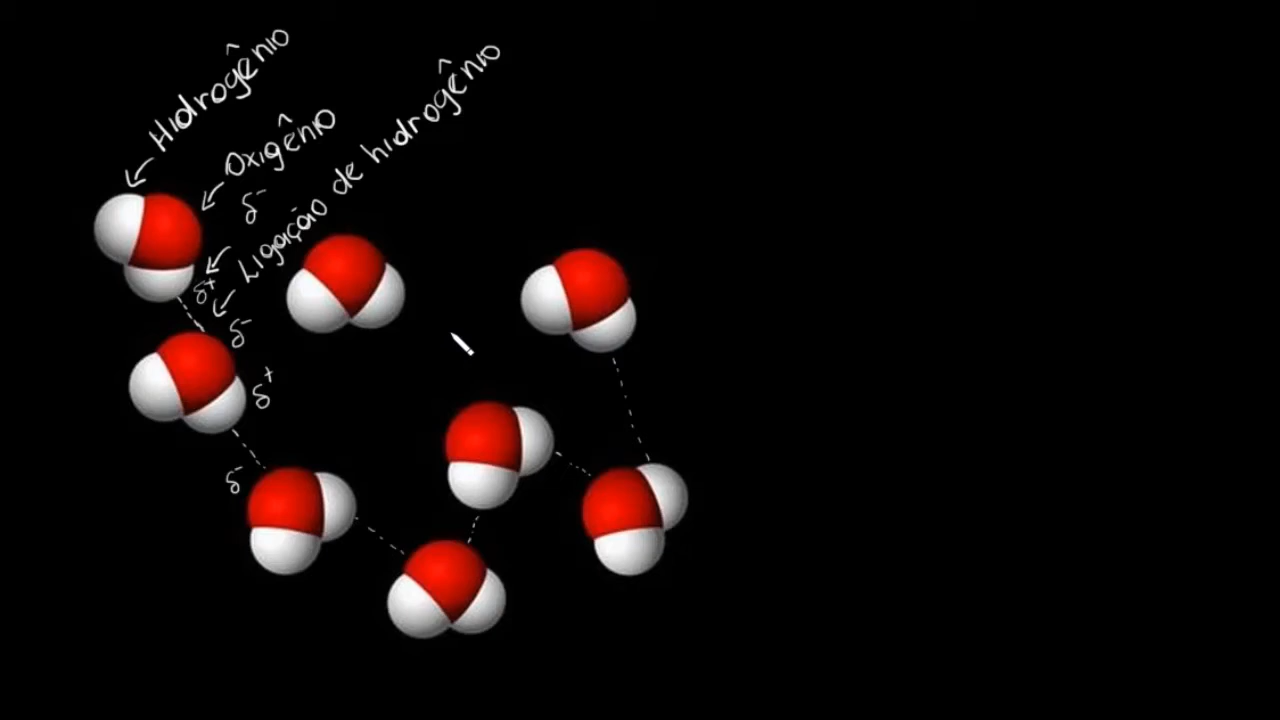 Hidrogênio
Oxigênio
δ-
Ligação de hidrogênio
δ+
δ-
δ+
δ-